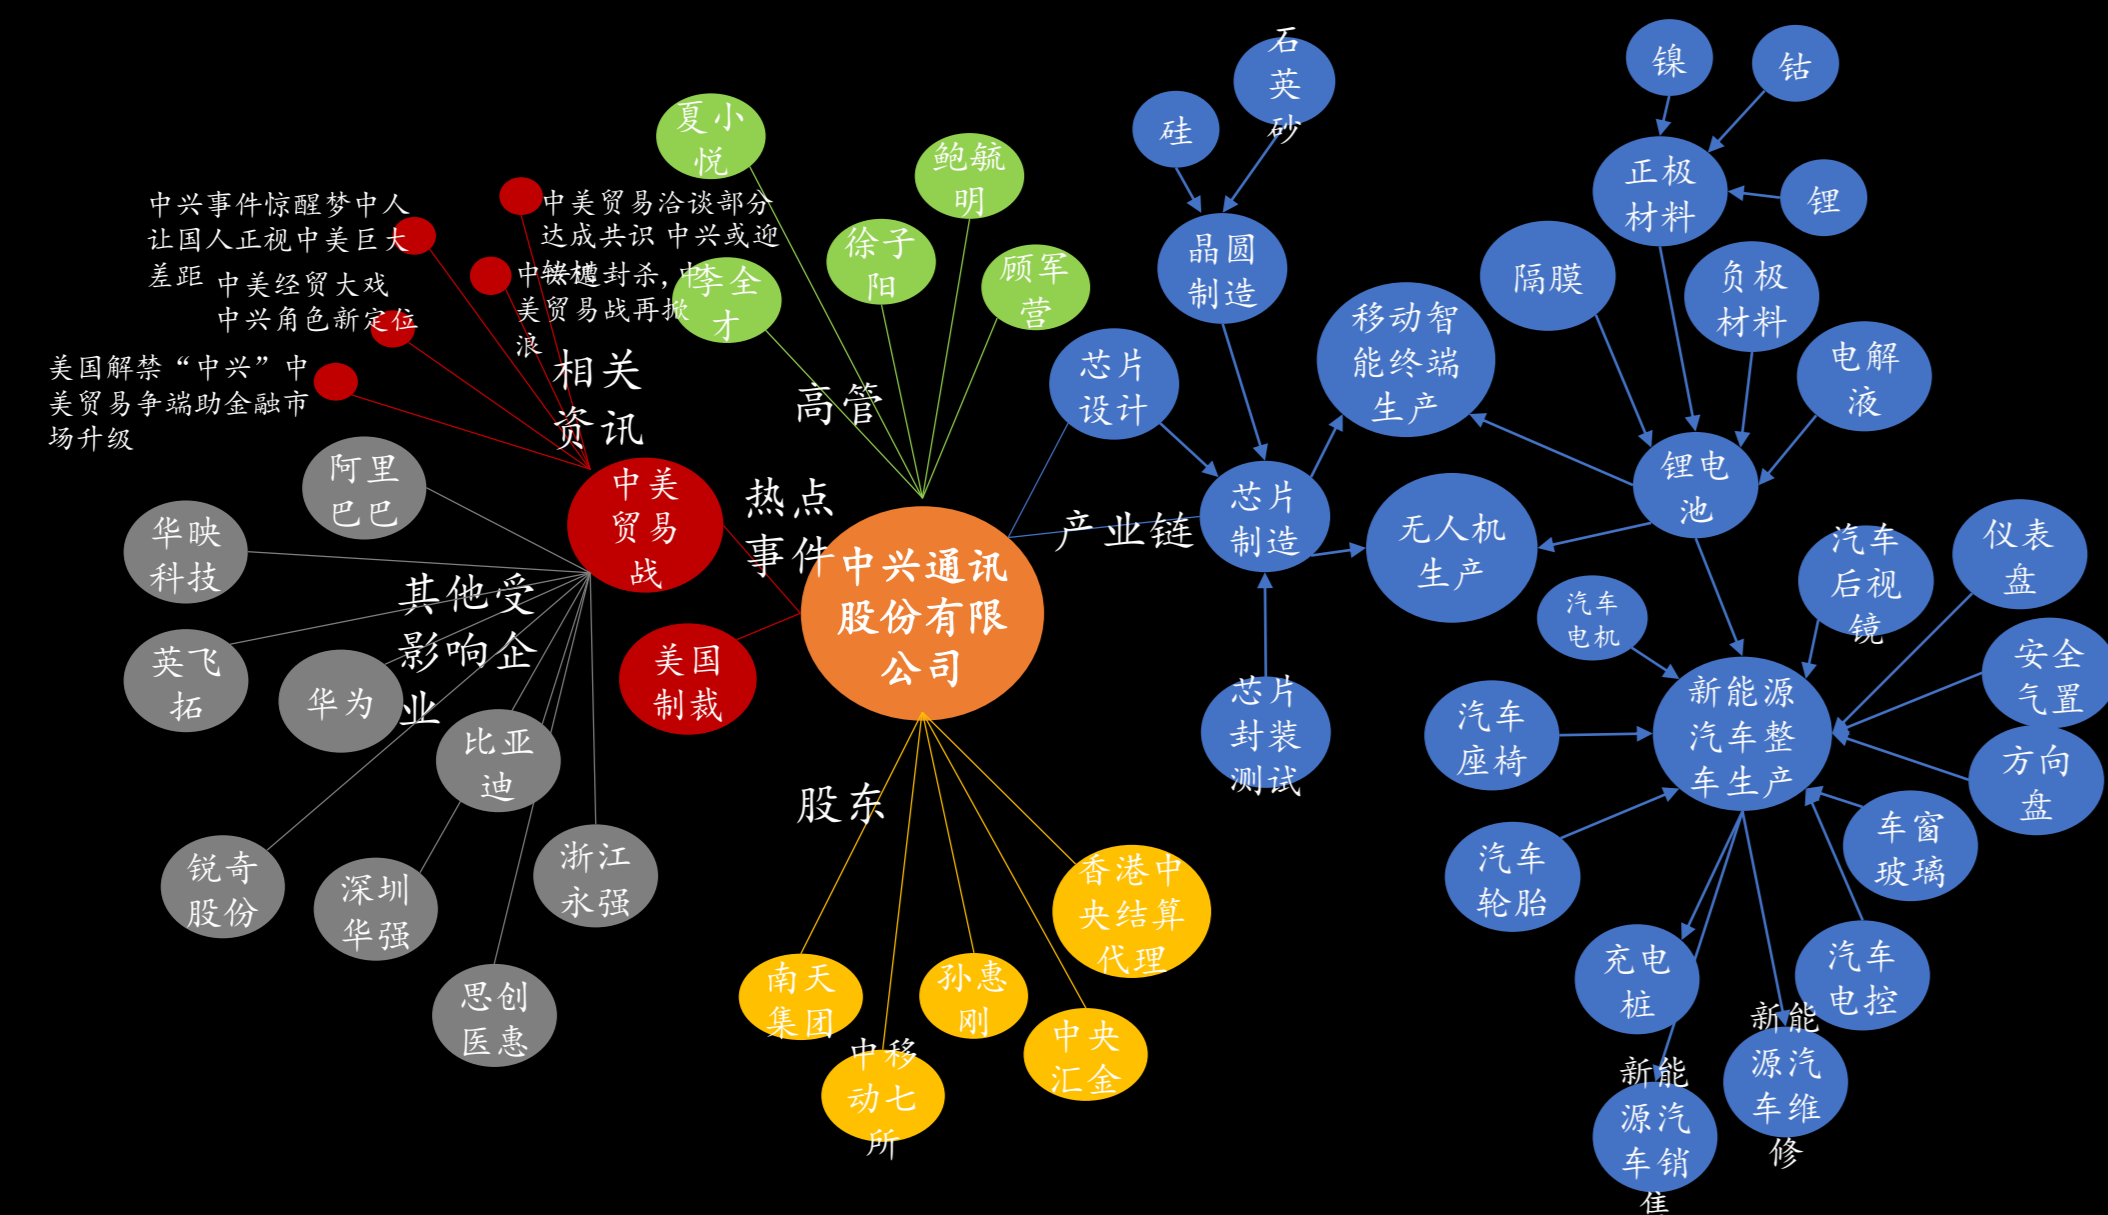 石
英
砂
硅
镍
钴
夏小
悦
鲍毓
明
正极
材料
锂
中兴事件惊醒梦中人
让国人正视中美巨大
差距
中美贸易洽谈部分
达成共识 中兴或迎
转机
徐子
阳
顾军
营
晶圆
制造
隔膜
负极
材料
中美经贸大戏
中兴角色新定位
中兴遭封杀，中
美贸易战再掀
浪
李全
才
移动智
能终端
生产
电解
液
美国解禁“中兴”中
美贸易争端助金融市
场升级
相关
资讯
高管
芯片
设计
阿里
巴巴
中美
贸易
战
热点
事件
产业链
芯片
制造
锂电
池
华映
科技
无人机
生产
汽车
后视
镜
仪表
盘
其他受
影响企
业
中兴通讯
股份有限
公司
汽车
电机
英飞
拓
华为
美国
制裁
安全
气置
比亚
迪
芯片
封装
测试
汽车
座椅
新能源
汽车整
车生产
方向
盘
股东
车窗
玻璃
锐奇
股份
深圳
华强
浙江
永强
香港中
央结算
代理
汽车
轮胎
思创
医惠
南天
集团
孙惠
刚
充电
桩
汽车
电控
中移
动七
所
中央
汇金
新能
源汽
车销
售
新能
源汽
车维
修